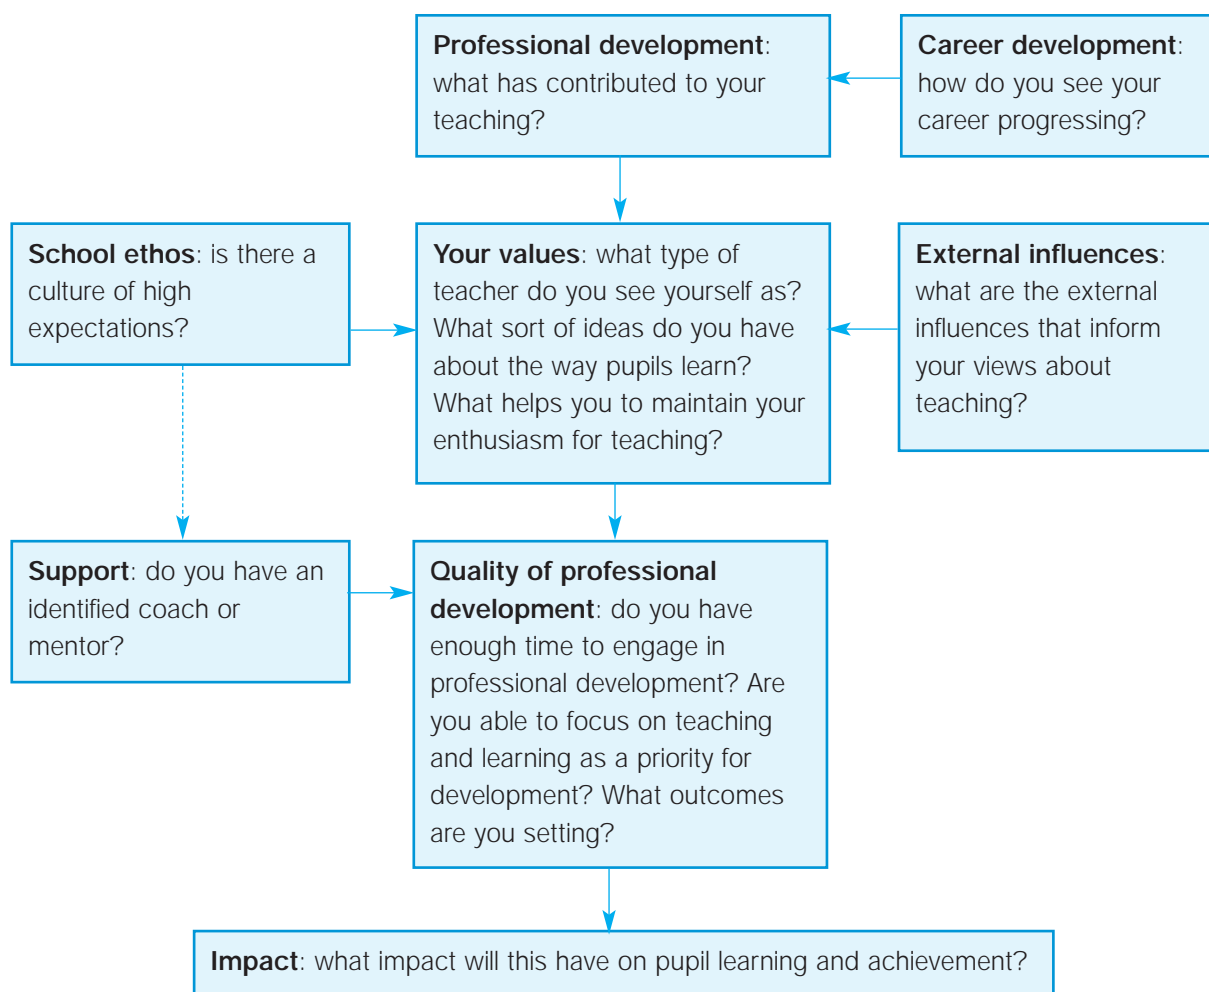 Professional development:
what has contributed to your
teaching?
Career development:
how do you see your
career progressing?
School ethos: is there a
culture of high
expectations?
Your values: what type of
teacher do you see yourself as?
What sort of ideas do you have
about the way pupils learn?
What helps you to maintain your
enthusiasm for teaching?
External influences:
what are the external
influences that inform
your views about
teaching?
Support: do you have an
identified coach or
mentor?
Quality of professional
development: do you have
enough time to engage in
professional development? Are
you able to focus on teaching
and learning as a priority for
development? What outcomes
are you setting?
Impact: what impact will this have on pupil learning and achievement?